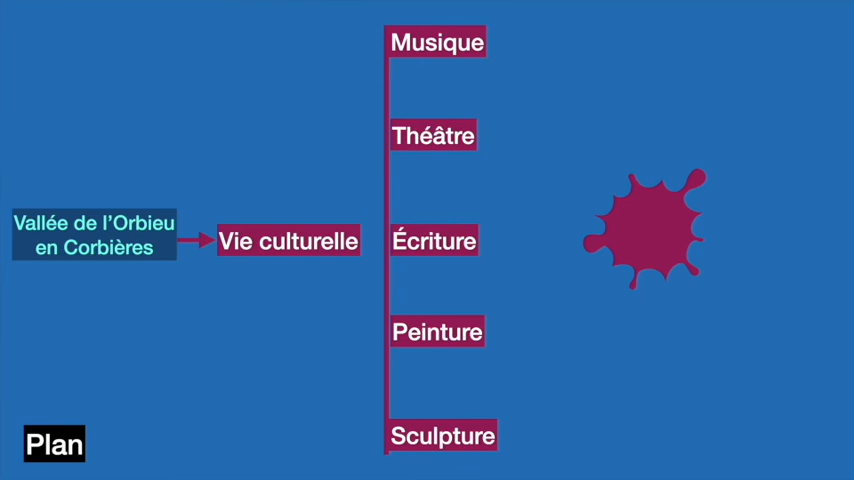 Musique
Théâtre
Vallée de l’Orbieu
en Corbières
Vie culturelle
Écriture
Peinture
Sculpture
Plan